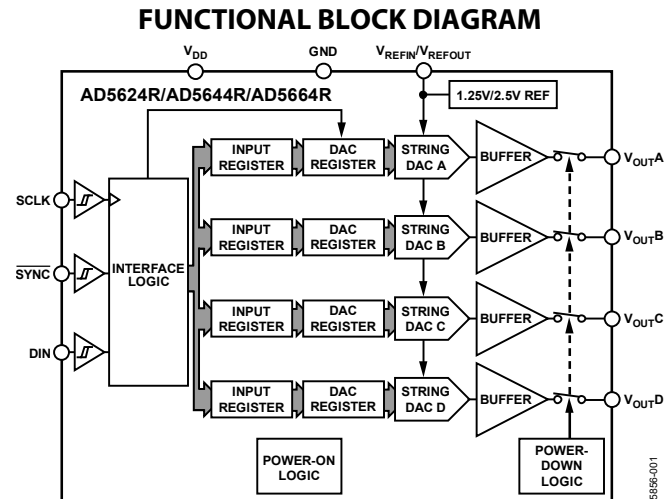 FUNCTIONAL BLOCK DIAGRAM
VDD
GND
VREFIN/VREFOUT
AD5624R/AD5644R/AD5664R
1.25V/2.5V REF
INPUT
REGISTER
DAC
REGISTER
STRING
DAC A
BUFFER
VOUTA
SCLK
INPUT
REGISTER
DAC
REGISTER
STRING
DAC B
BUFFER
VOUTB
SYNC
INTERFACE
LOGIC
INPUT
REGISTER
DAC
REGISTER
STRING
DAC C
BUFFER
VOUTC
DIN
INPUT
REGISTER
DAC
REGISTER
STRING
DAC D
BUFFER
VOUTD
POWER-ON
LOGIC
POWER-
DOWN
LOGIC
5856-001